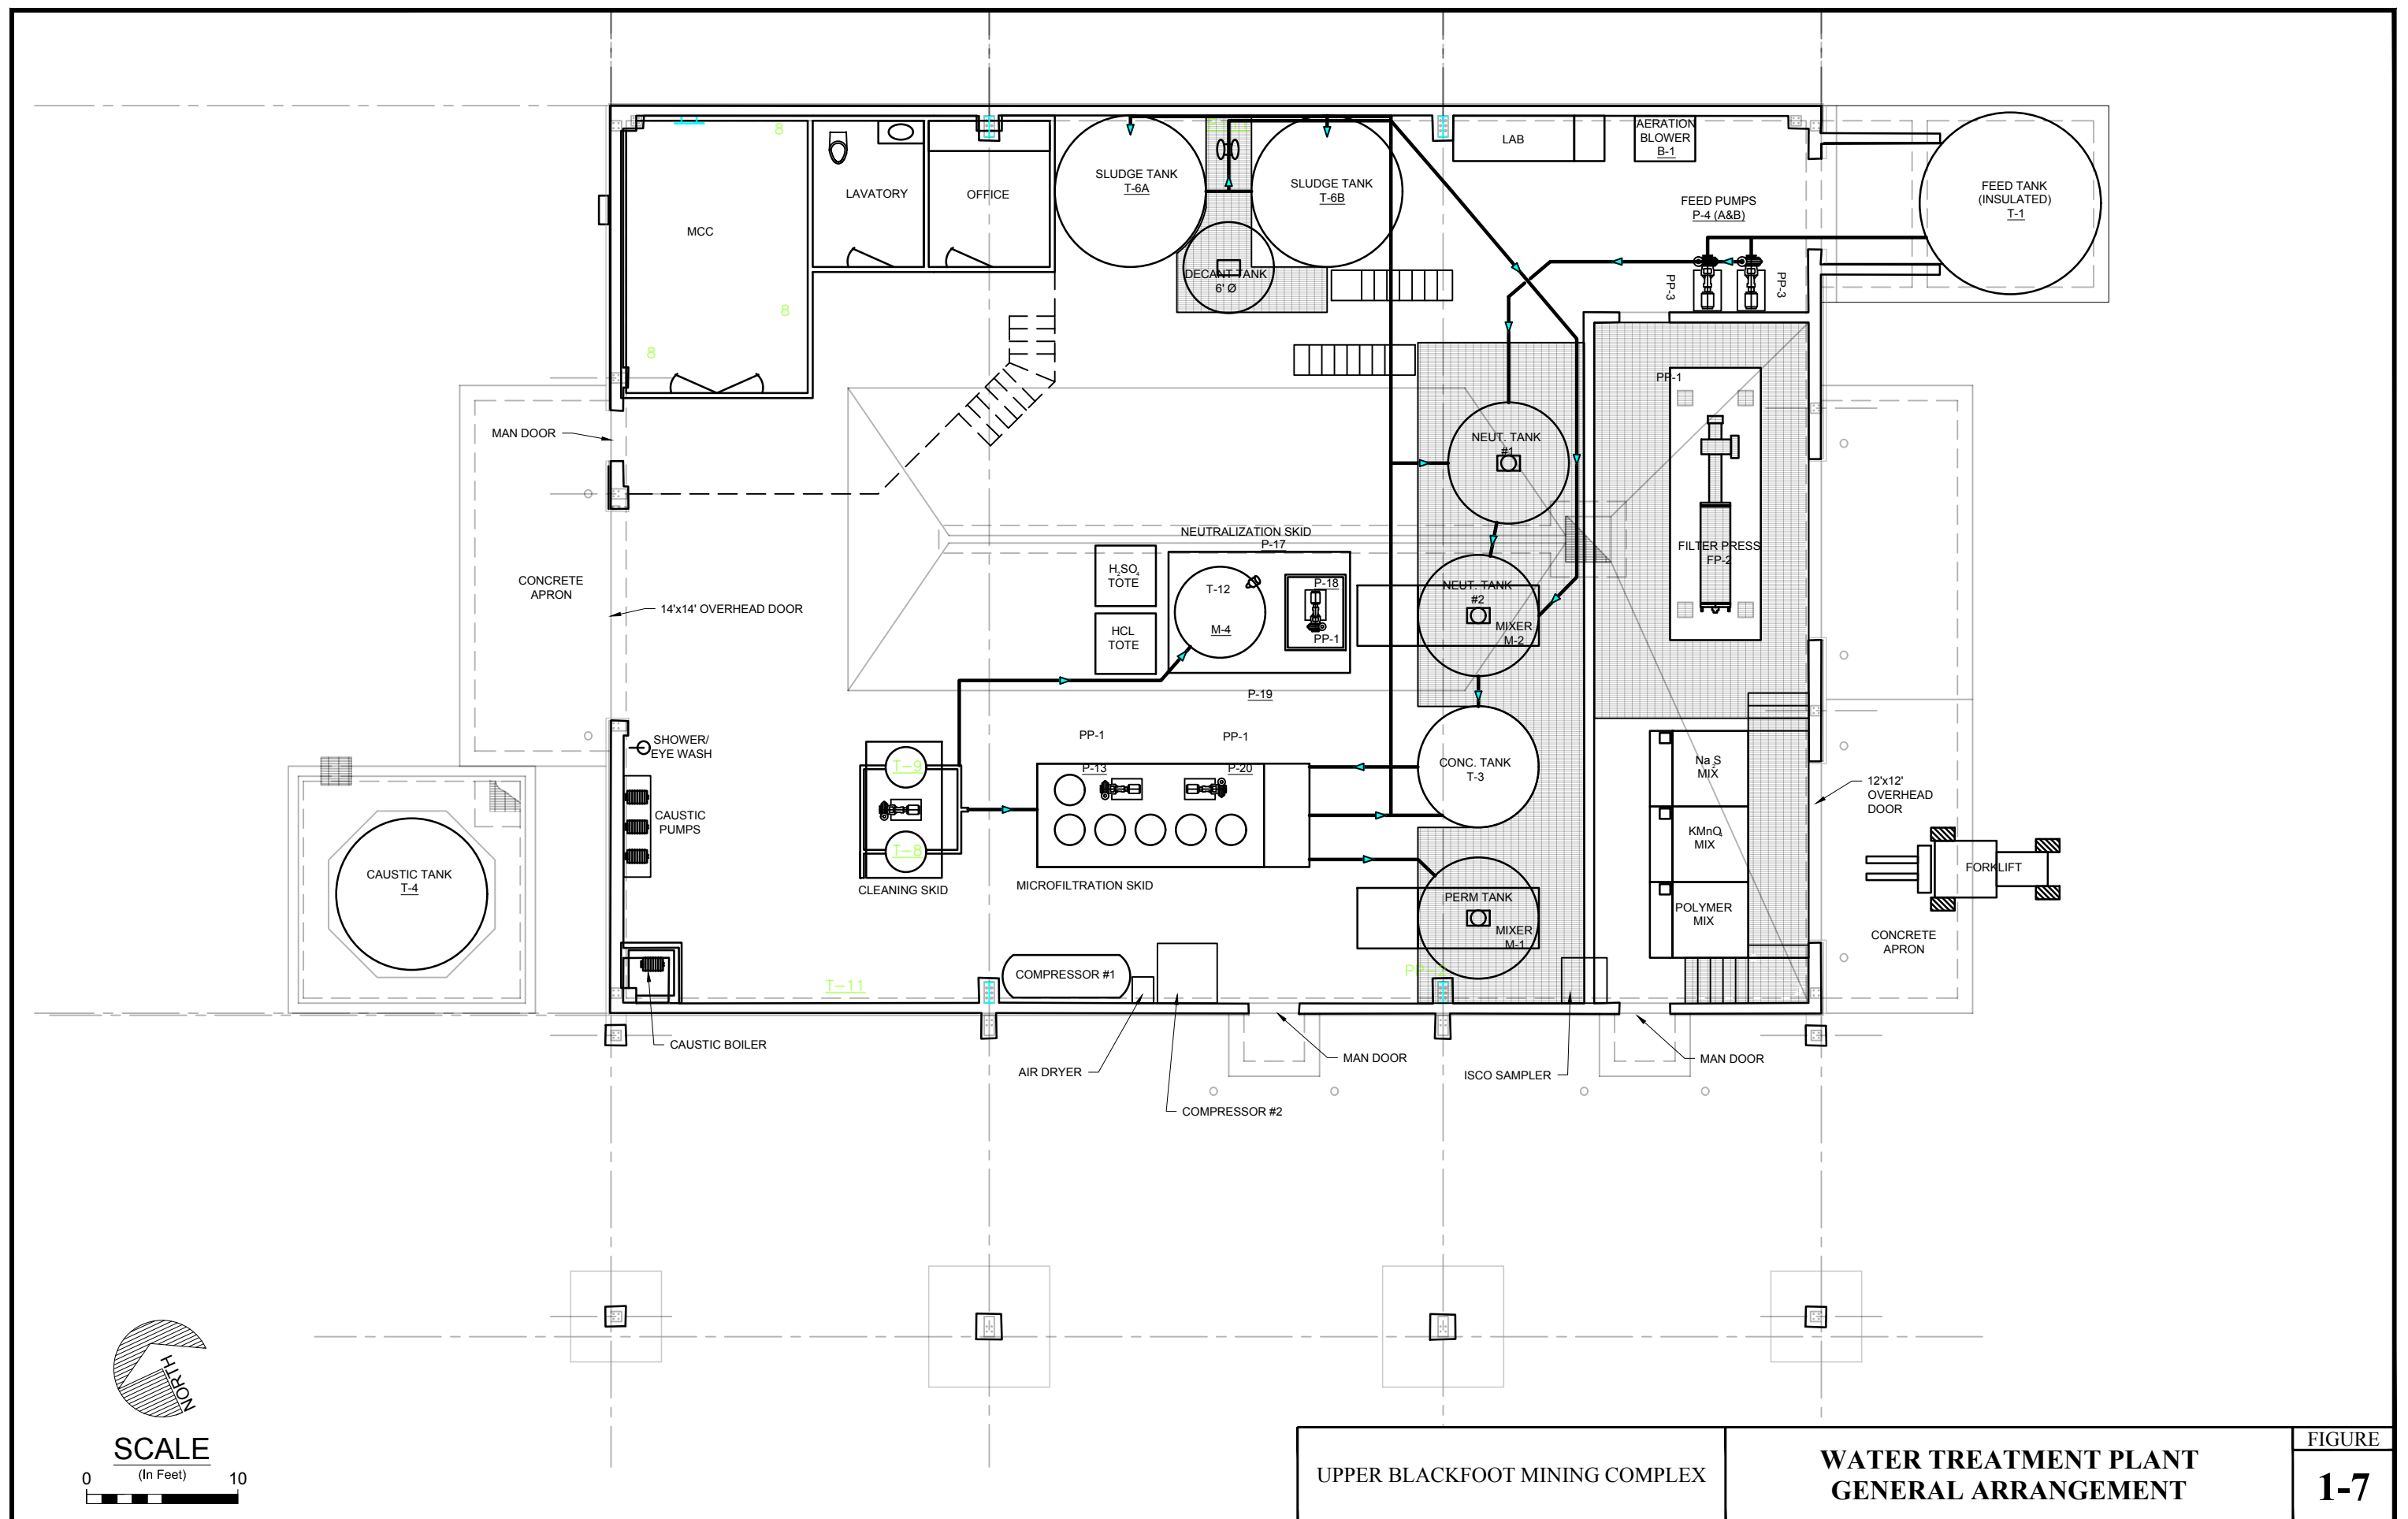 LAB
AERATION
BLOWER
B-1
8
SLUDGE TANK
T-6A
SLUDGE TANK
T-6B
LAVATORY
OFFICE
FEED TANK
(INSULATED)
T-1
FEED PUMPS
P-4 (A&B)
MCC
DECANT TANK
6' Ø
PP-3
PP-3
8
8
PP-1
MAN DOOR
NEUT. TANK
#1
NEUTRALIZATION SKID
P-17
FILTER PRESS
FP-2
CONCRETE
APRON
H2SO4
TOTE
T-12
P-18
NEUT. TANK
#2
14'x14' OVERHEAD DOOR
HCL
TOTE
M-4
PP-1
MIXER
M-2
P-19
SHOWER/
EYE WASH
PP-1
PP-1
T-9
P-13
P-20
CONC. TANK
T-3
Na2S
MIX
12'x12'
OVERHEAD
DOOR
CAUSTIC
PUMPS
KMnO4
MIX
T-8
CAUSTIC TANK
T-4
CLEANING SKID
MICROFILTRATION SKID
FORKLIFT
PERM TANK
POLYMER
MIX
MIXER
M-1
CONCRETE
APRON
COMPRESSOR #1
T-11
CAUSTIC BOILER
AIR DRYER
MAN DOOR
ISCO SAMPLER
MAN DOOR
COMPRESSOR #2
NORTH
SCALE
(In Feet)
0 10
UPPER BLACKFOOT MINING COMPLEX
WATER TREATMENT PLANT
GENERAL ARRANGEMENT
FIGURE
1-7